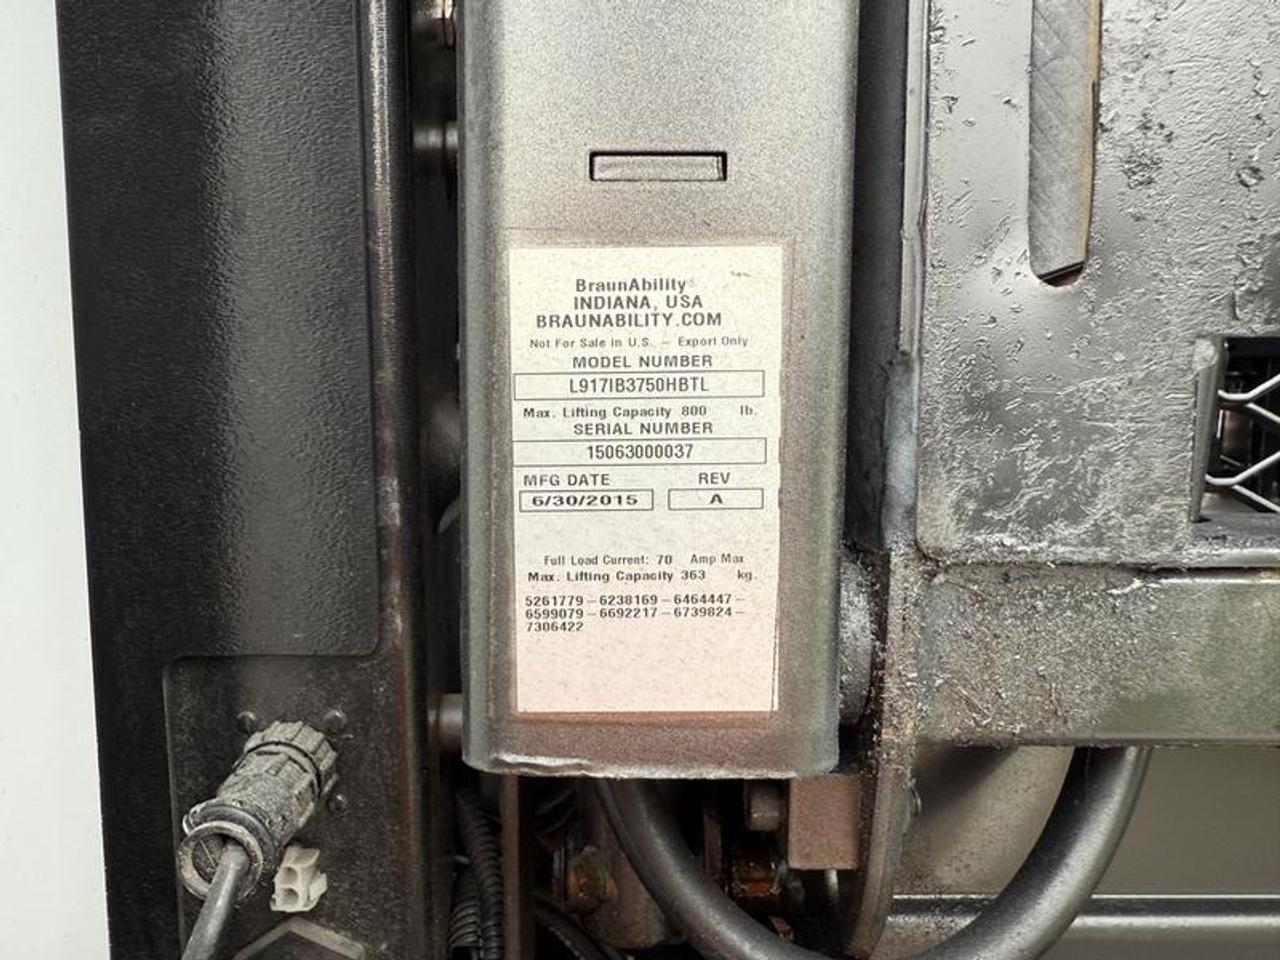 BraunAbility®
INDIANA, USA
BRAUNABILITY.COM
Not For Sale in U.S. – Export Only
MODEL NUMBER
L917IB3750HBTL
Max. Lifting Capacity 800 lb.
SERIAL NUMBER
15063000037
MFG DATE REV
6/30/2015 A
Full Load Current: 70 Amp Max
Max. Lifting Capacity 363 kg.
5261779–6238169–6464447–
6599079–6692217–6739824–
7306422